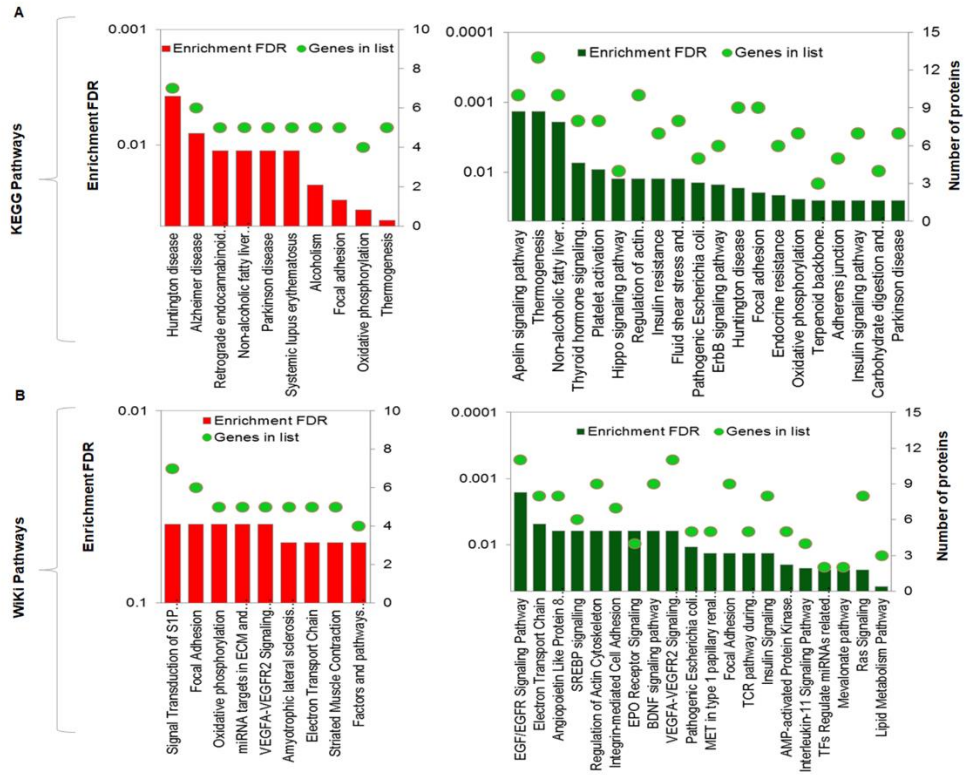 A
KEGG Pathways
Enrichment FDR
0.001
0.01
Enrichment FDR
Genes in list
10
8
6
4
2
0
Huntington disease
Alzheimer disease
Retrograde endocannabinoid…
Non-alcoholic fatty liver…
Parkinson disease
Systemic lupus erythematosus
Alcoholism
Focal adhesion
Oxidative phosphorylation
Thermogenesis
0.0001
0.001
0.01
Enrichment FDR
Genes in list
15
12
9
6
3
0
Number of proteins
Apelin signaling pathway
Thermogenesis
Non-alcoholic fatty liver…
Thyroid hormone signaling…
Platelet activation
Hippo signaling pathway
Regulation of actin…
Insulin resistance
Fluid shear stress and…
Pathogenic Escherichia coli…
ErbB signaling pathway
Huntington disease
Focal adhesion
Endocrine resistance
Oxidative phosphorylation
Terpenoid backbone…
Adherens junction
Insulin signaling pathway
Carbohydrate digestion and…
Parkinson disease
B
WiKi Pathways
Enrichment FDR
0.01
0.1
Enrichment FDR
Genes in list
10
8
6
4
2
0
Signal Transduction of S1P…
Focal Adhesion
Oxidative phosphorylation
miRNA targets in ECM and…
VEGFA-VEGFR2 Signaling…
Amyotrophic lateral sclerosis…
Electron Transport Chain
Striated Muscle Contraction
Factors and pathways…
0.0001
0.001
0.01
Enrichment FDR
Genes in list
15
12
9
6
3
0
Number of proteins
EGF/EGFR Signaling Pathway
Electron Transport Chain
Angiopoietin Like Protein 8…
SREBP signalling
Regulation of Actin Cytoskeleton
Integrin-mediated Cell Adhesion
EPO Receptor Signaling
BDNF signaling pathway
VEGFA-VEGFR2 Signaling…
Pathogenic Escherichia coli…
MET in type 1 papillary renal…
Focal Adhesion
TCR pathway during…
Insulin Signaling
AMP-activated Protein Kinase…
Interleukin-11 Signaling Pathway
TFs Regulate miRNAs related…
Mevalonate pathway
Ras Signaling
Lipid Metabolism Pathway